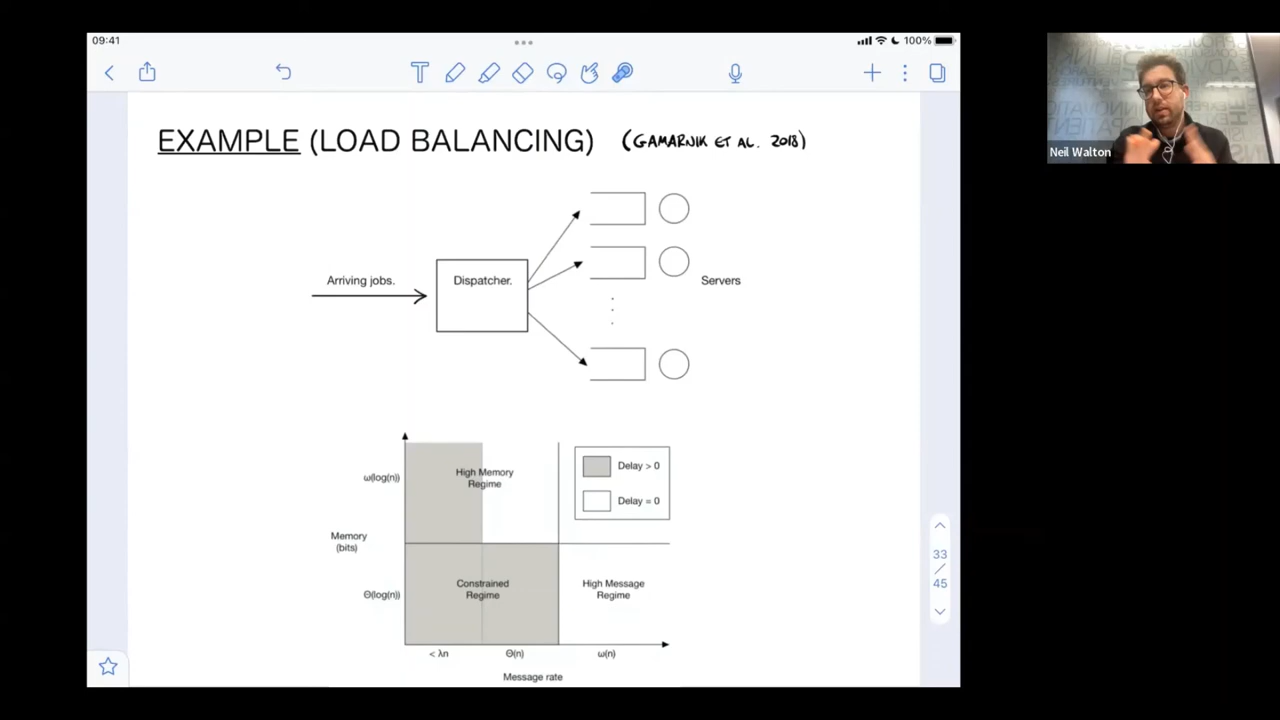 09:41
100%
EXAMPLE (LOAD BALANCING) (GAMARNIK ET AL. 2018)
Arriving jobs.
Dispatcher.
Servers
ω(log(n))
High Memory
Regime
Delay > 0
Delay = 0
Memory
(bits)
Θ(log(n))
Constrained
Regime
High Message
Regime
< λn
Θ(n)
ω(n)
Message rate
33
/
45
Neil Walton